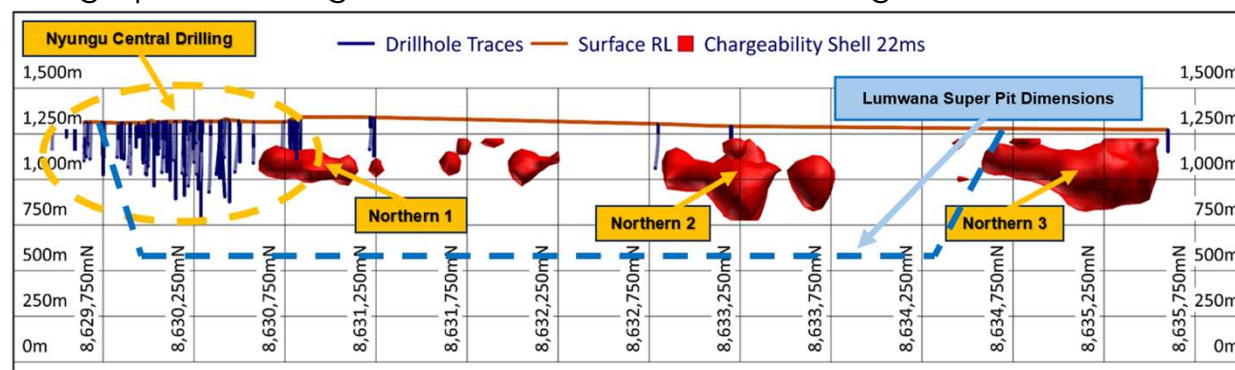 Nyungu Central Drilling
Drillhole Traces
Surface RL
Chargeability Shell 22ms
Lumwana Super Pit Dimensions
1,500m
1,500m
1,250m
1,250m
1,000m
1,000m
750m
750m
500m
500m
250m
250m
0m
0m
Northern 1
Northern 2
Northern 3
8,629,750mN
8,630,250mN
8,630,750mN
8,631,250mN
8,631,750mN
8,632,250mN
8,632,750mN
8,633,250mN
8,633,750mN
8,634,250mN
8,634,750mN
8,635,250mN
8,635,750mN